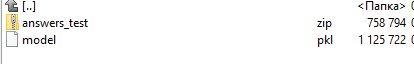 [..] <Папка>
answers_test zip 758 794
model pkl 1 125 722